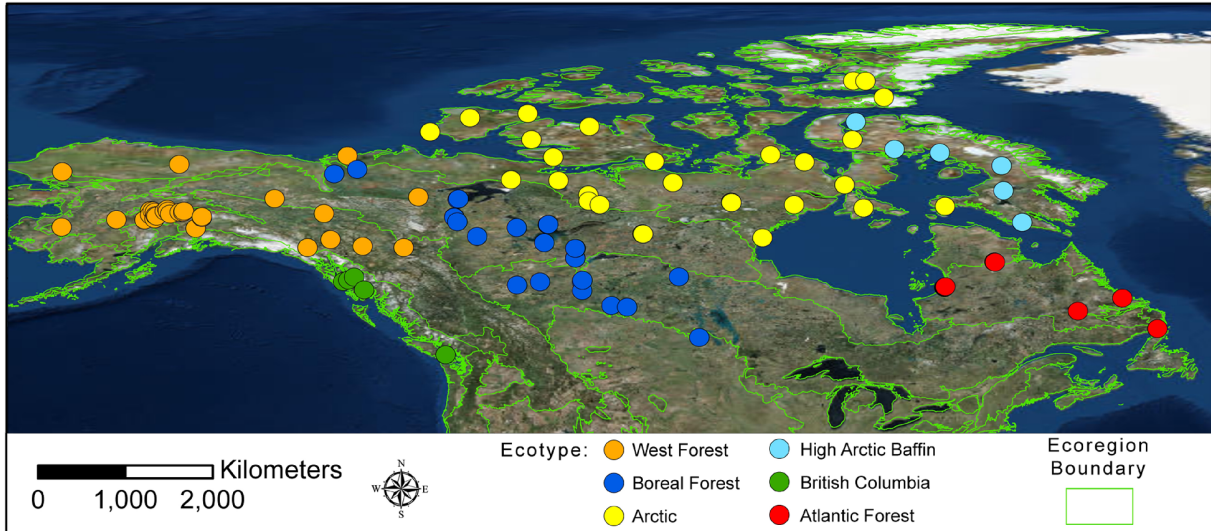 Ecotype:
West Forest
Boreal Forest
Arctic
High Arctic Baffin
British Columbia
Atlantic Forest
Ecoregion
Boundary
Kilometers
0 1,000 2,000
N
W E
S